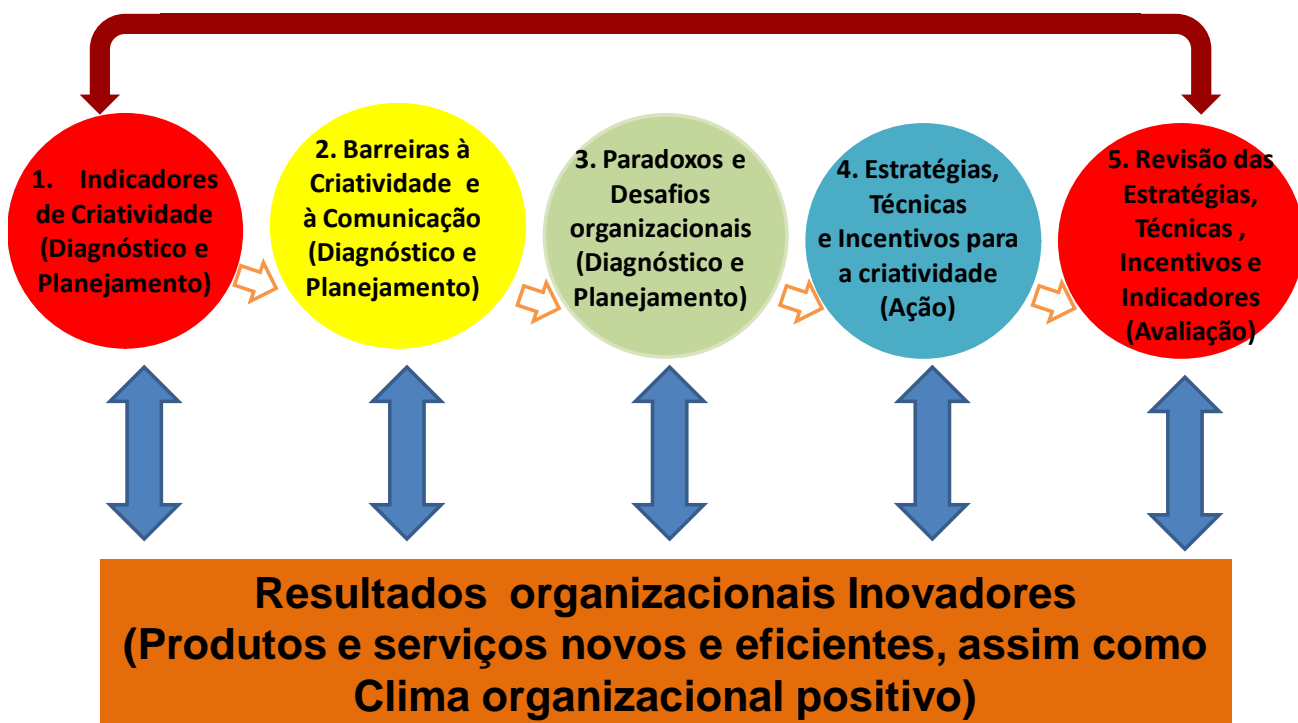 1. Indicadores
de Criatividade
(Diagnóstico e
Planejamento)
2. Barreiras à
Criatividade e
à Comunicação
(Diagnóstico e
Planejamento)
3. Paradoxos e
Desafios
organizacionais
(Diagnóstico e
Planejamento)
4. Estratégias,
Técnicas
e Incentivos para
a criatividade
(Ação)
5. Revisão das
Estratégias,
Técnicas ,
Incentivos e
Indicadores
(Avaliação)
Resultados organizacionais Inovadores
(Produtos e serviços novos e eficientes, assim como
Clima organizacional positivo)